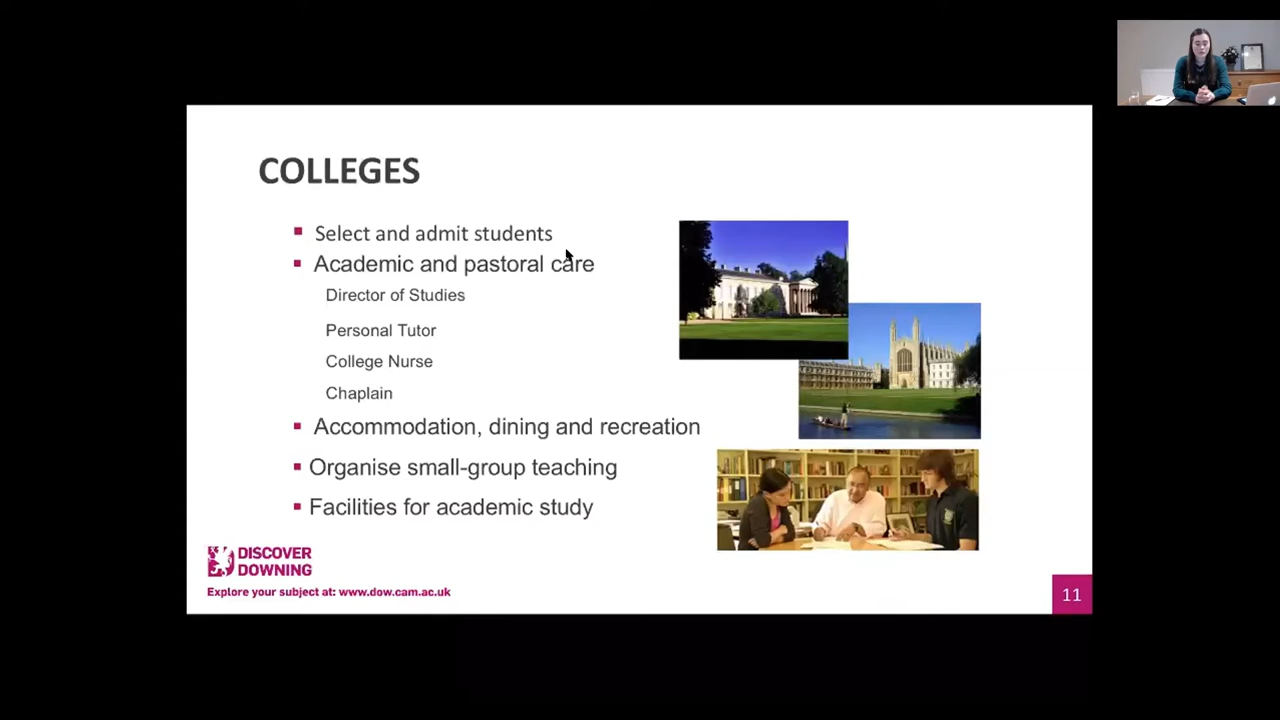 COLLEGES
Select and admit students
Academic and pastoral care
Director of Studies
Personal Tutor
College Nurse
Chaplain
Accommodation, dining and recreation
Organise small-group teaching
Facilities for academic study
DISCOVER
DOWNING
Explore your subject at: www.dow.cam.ac.uk
11